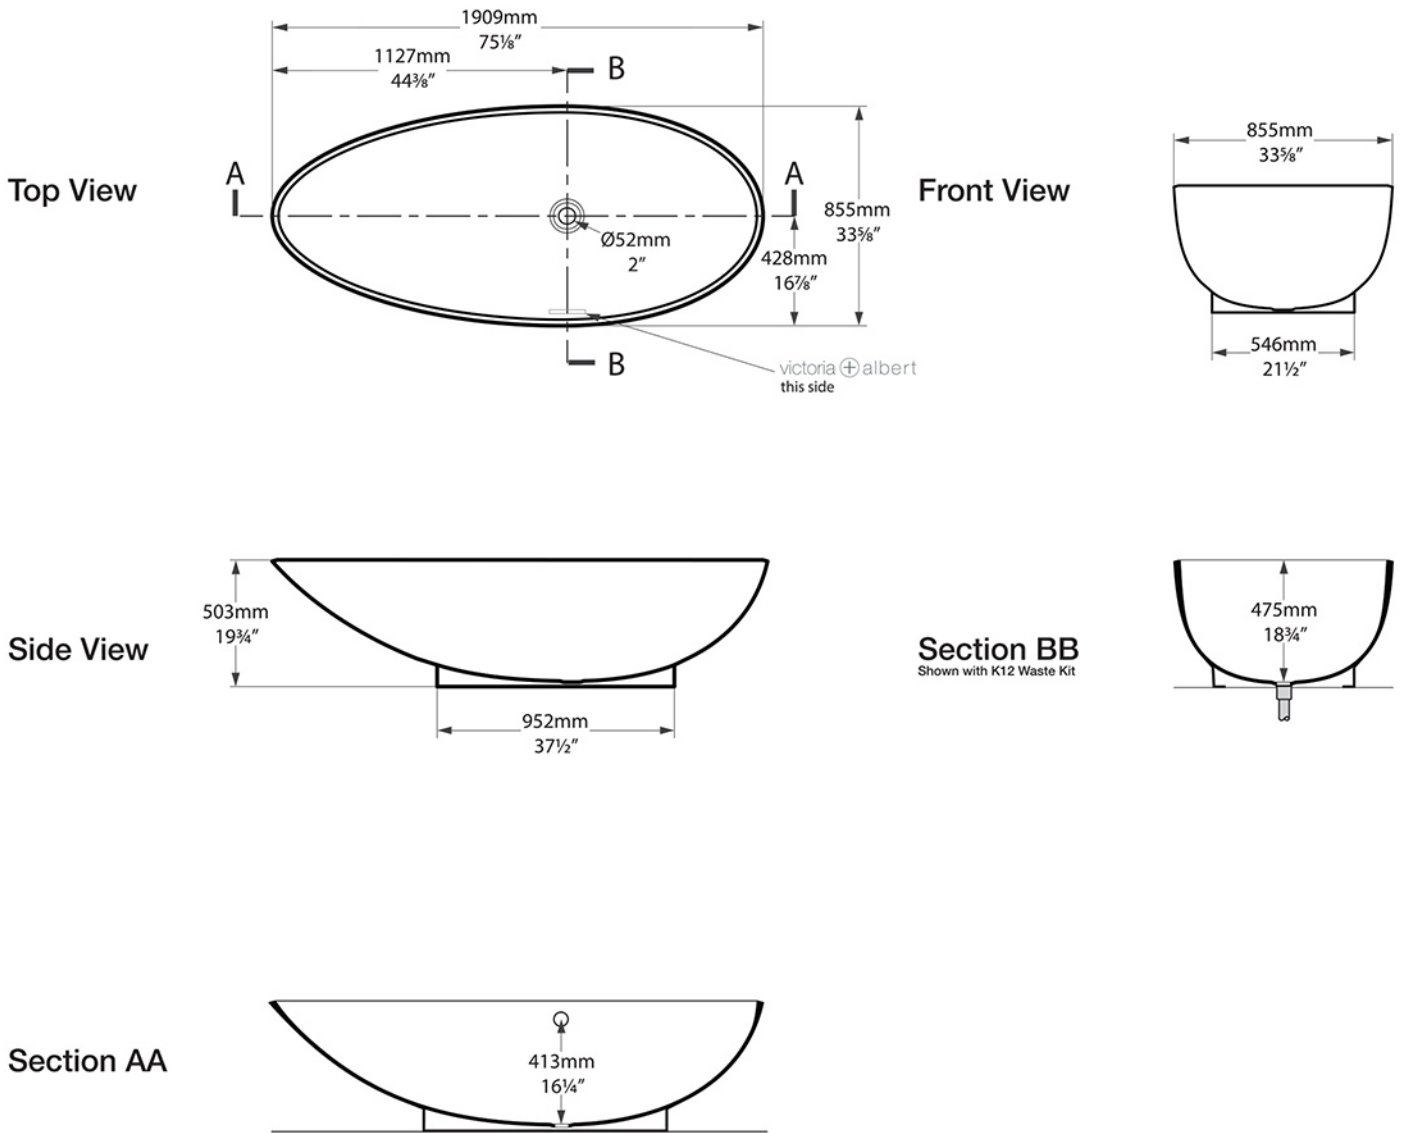 1909mm
75⅛″
1127mm
44⅜″
B
Top View
A
A
855mm
33⅝″
Ø52mm
2″
428mm
16⅞″
B
victoria + albert
this side
Front View
855mm
33⅝″
546mm
21½″
Side View
503mm
19¾″
952mm
37½″
Section BB
Shown with K12 Waste Kit
475mm
18¾″
Section AA
413mm
16¼″